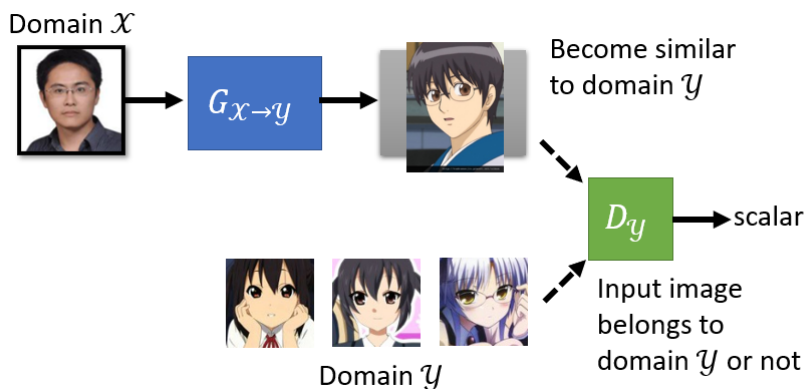 Domain 𝒳
G𝒳→𝒴
Become similar
to domain 𝒴
D𝒴
scalar
Domain 𝒴
Input image
belongs to
domain 𝒴 or not